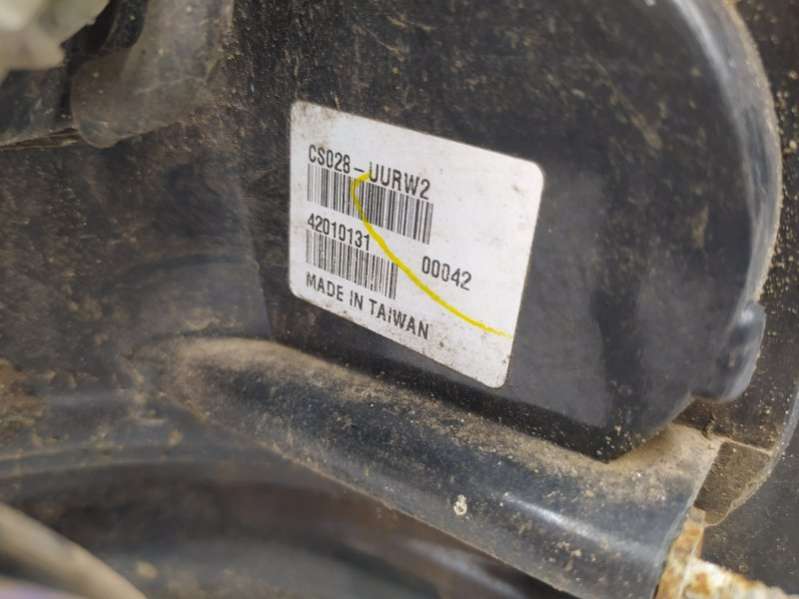 CS028-UURW2
42010131
00042
MADE IN TAIWAN